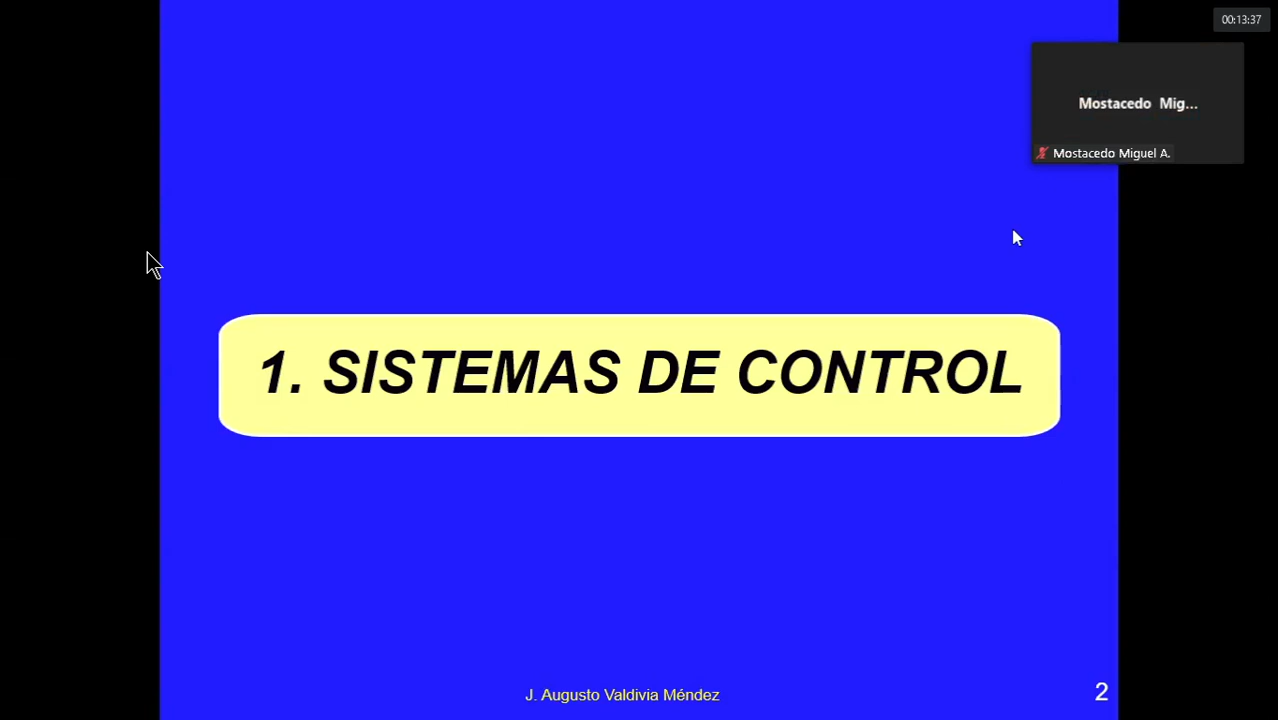 00:13:37
Mostacedo Mig...
Mostacedo Miguel A.
1. SISTEMAS DE CONTROL
J. Augusto Valdivia Méndez
2